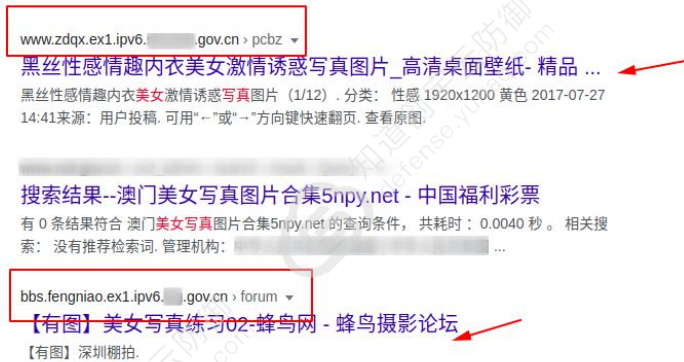 www.zdqx.ex1.ipv6. .gov.cn › pcbz
黑丝性感情趣内衣美女激情诱惑写真图片_高清桌面壁纸- 精品 ...
黑丝性感情趣内衣美女激情诱惑写真图片（1/12）. 分类： 性感 1920x1200 黄色 2017-07-27
14:41来源：用户投稿. 可用“←”或“→”方向键快速翻页. 查看原图.
搜索结果--澳门美女写真图片合集5npy.net - 中国福利彩票
有 0 条结果符合 澳门美女写真图片合集5npy.net 的查询条件， 共耗时 ：0.0040 秒 。 相关搜
索： 没有推荐检索词. 管理机构： ...
bbs.fengniao.ex1.ipv6. .gov.cn › forum
【有图】美女写真练习02-蜂鸟网 - 蜂鸟摄影论坛
【有图】深圳棚拍.